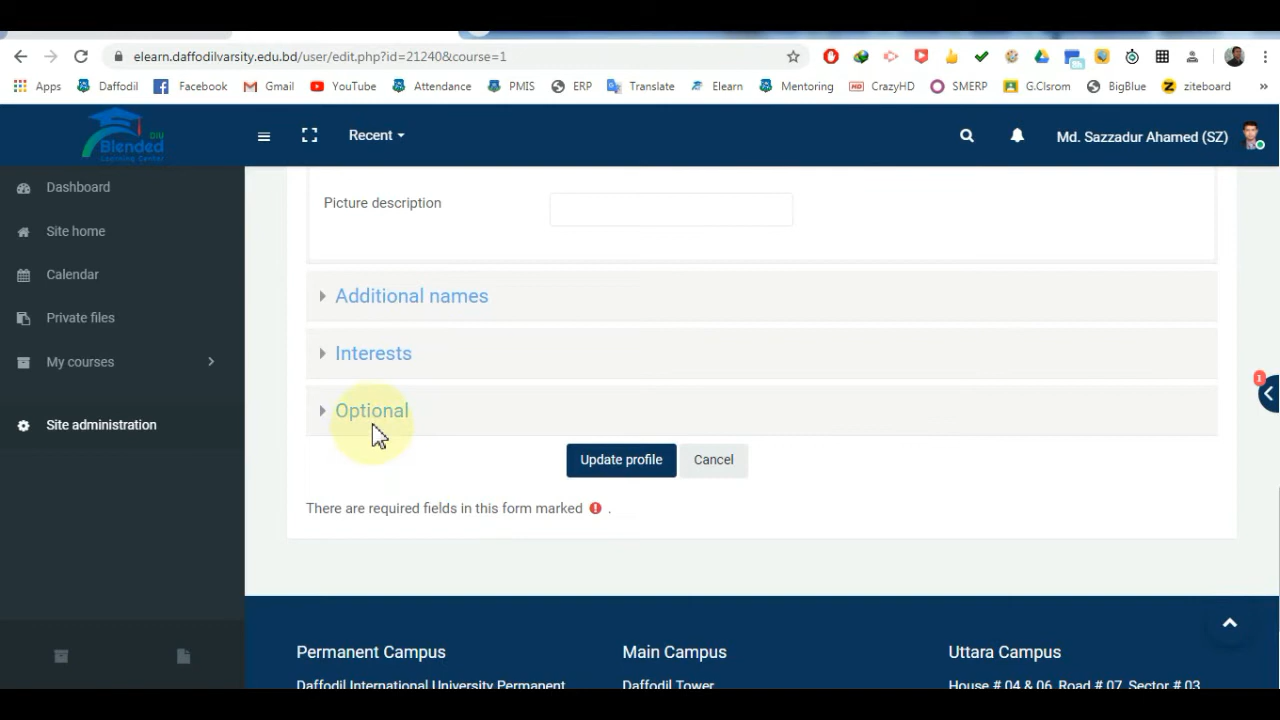 elearn.daffodilvarsity.edu.bd/user/edit.php?id=21240&course=1
Apps Daffodil Facebook Gmail YouTube Attendance PMIS ERP Translate Elearn Mentoring CrazyHD SMERP G.Clsrom BigBlue ziteboard »
DIU
Blended
Learning Center
Recent
Md. Sazzadur Ahamed (SZ)
Dashboard
Site home
Calendar
Private files
My courses
Site administration
Picture description
Additional names
Interests
Optional
1
Update profile Cancel
There are required fields in this form marked .
Permanent Campus Main Campus Uttara Campus
Daffodil International University Permanent Daffodil Tower House # 04 & 06, Road # 07, Sector # 03